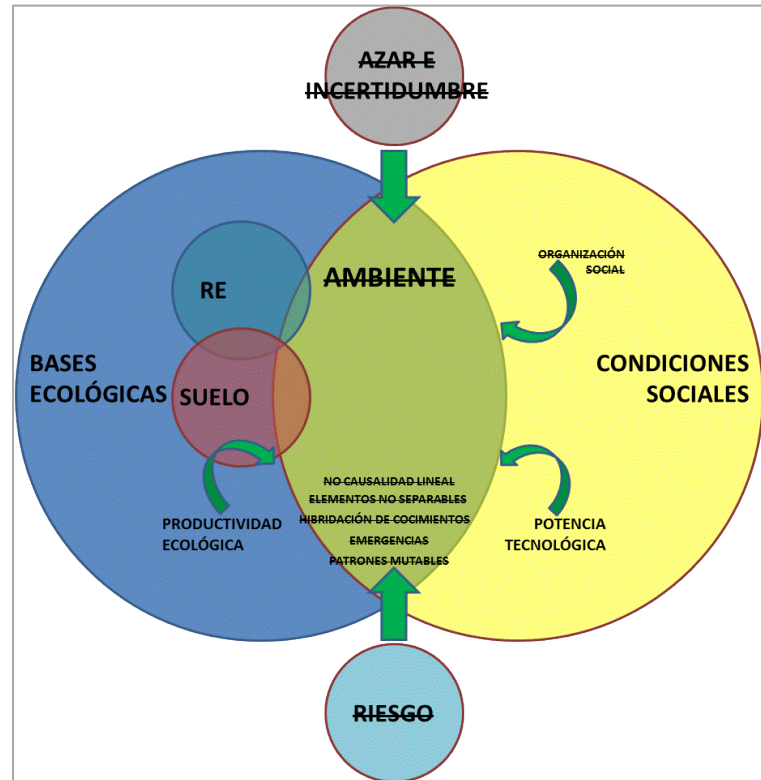 AZAR E
INCERTIDUMBRE
AMBIENTE
ORGANIZACIÓN
SOCIAL
RE
BASES
ECOLÓGICAS
SUELO
CONDICIONES
SOCIALES
NO CAUSALIDAD LINEAL
ELEMENTOS NO SEPARABLES
HIBRIDACIÓN DE COCIMIENTOS
EMERGENCIAS
PATRONES MUTABLES
PRODUCTIVIDAD
ECOLÓGICA
POTENCIA
TECNOLÓGICA
RIESGO